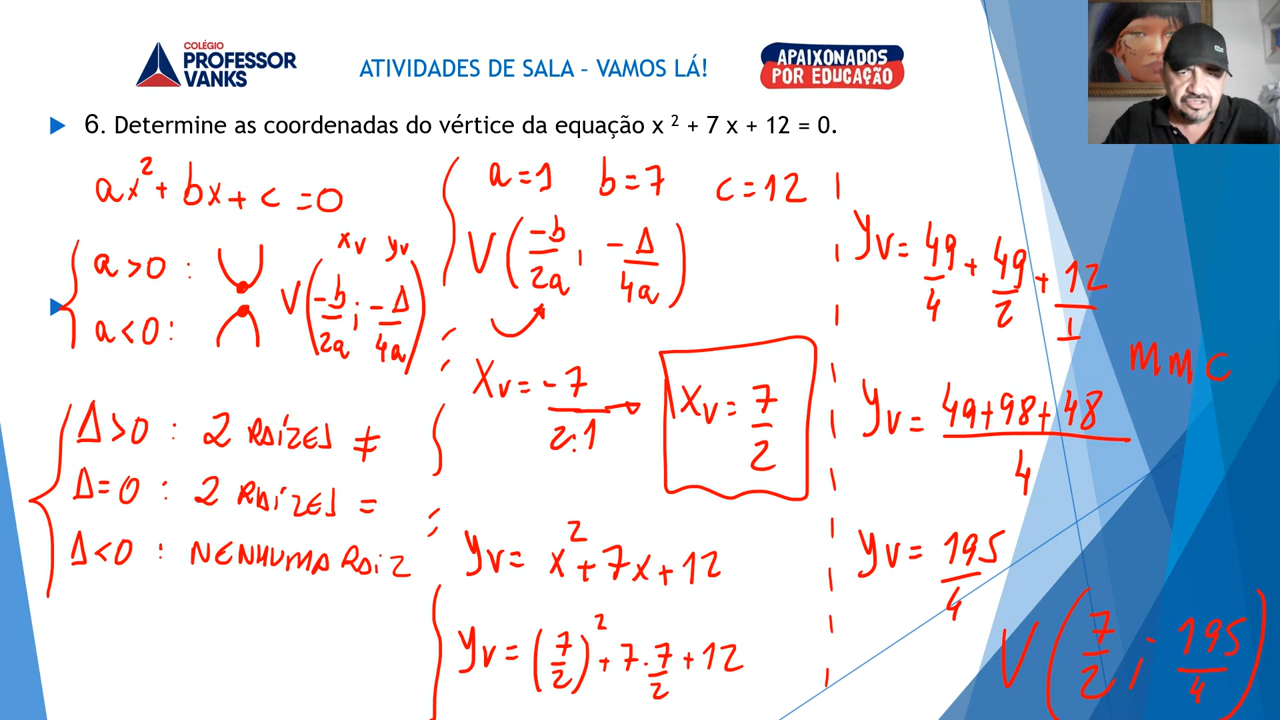 COLÉGIO
PROFESSOR
VANKS
ATIVIDADES DE SALA – VAMOS LÁ!
APAIXONADOS
POR EDUCAÇÃO
6. Determine as coordenadas do vértice da equação x ² + 7 x + 12 = 0.
ax² + bx + c = 0
a>0 :
a<0 :
xv yv
V(-b/2a ; -Δ/4a)
Δ>0 : 2 RAÍZES ≠
Δ=0 : 2 RAÍZES =
Δ<0 : NENHUMA RAIZ
a=1 b=7 c=12
V(-b/2a ; -Δ/4a)
Xv = -7/2.1
Xv = 7/2
yv = x² + 7x + 12
yv = (7/2)² + 7.7/2 + 12
yv = 49/4 + 49/2 + 12/1
MMC
yv = 49+98+48/4
yv = 195/4
V(7/2 ; 195/4)